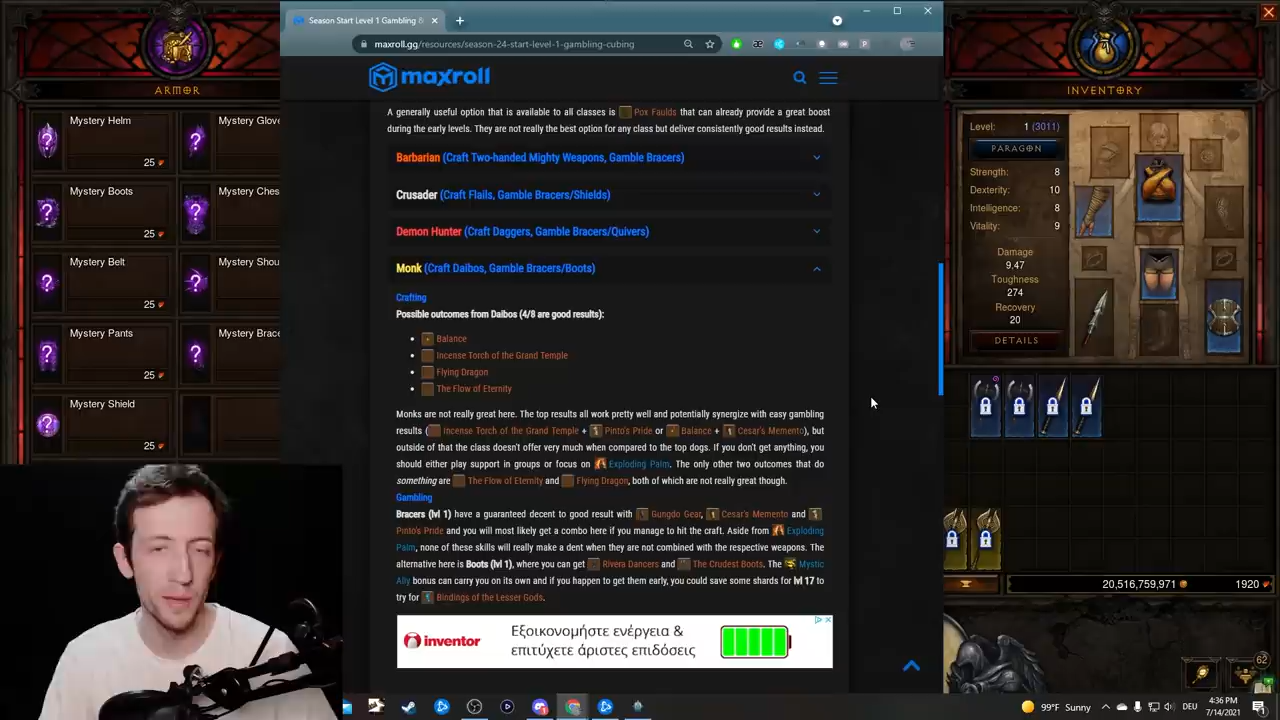 Season Start Level 1 Gambling &
maxroll.gg/resources/season-24-start-level-1-gambling-cubing
maxroll
ARMOR
Mystery Helm
25
Mystery Glov
Mystery Boots
25
Mystery Ches
Mystery Belt
25
Mystery Shou
Mystery Pants
25
Mystery Brace
Mystery Shield
25
A generally useful option that is available to all classes is Pox Faulds that can already provide a great boost
during the early levels. They are not really the best option for any class but deliver consistently good results instead.
Barbarian (Craft Two-handed Mighty Weapons, Gamble Bracers)
Crusader (Craft Flails, Gamble Bracers/Shields)
Demon Hunter (Craft Daggers, Gamble Bracers/Quivers)
Monk (Craft Daibos, Gamble Bracers/Boots)
Crafting
Possible outcomes from Daibos (4/8 are good results):
Balance
Incense Torch of the Grand Temple
Flying Dragon
The Flow of Eternity
Monks are not really great here. The top results all work pretty well and potentially synergize with easy gambling
results (Incense Torch of the Grand Temple + Pinto's Pride or Balance + Cesar's Memento), but
outside of that the class doesn't offer very much when compared to the top dogs. If you don't get anything, you
should either play support in groups or focus on Exploding Palm. The only other two outcomes that do
something are The Flow of Eternity and Flying Dragon, both of which are not really great though.
Gambling
Bracers (lvl 1) have a guaranteed decent to good result with Gungdo Gear, Cesar's Memento and
Pinto's Pride and you will most likely get a combo here if you manage to hit the craft. Aside from Exploding
Palm, none of these skills will really make a dent when they are not combined with the respective weapons. The
alternative here is Boots (lvl 1), where you can get Rivera Dancers and The Crudest Boots. The Mystic
Ally bonus can carry you on its own and if you happen to get them early, you could save some shards for lvl 17 to
try for Bindings of the Lesser Gods.
inventor
Εξοικονομήστε ενέργεια &
επιτύχετε άριστες επιδόσεις
INVENTORY
Level: 1 (3011)
PARAGON
Strength: 8
Dexterity: 10
Intelligence: 8
Vitality: 9
Damage
9.47
Toughness
274
Recovery
20
DETAILS
20,516,759,971
1920
62
99°F Sunny
4:36 PM
7/14/2021